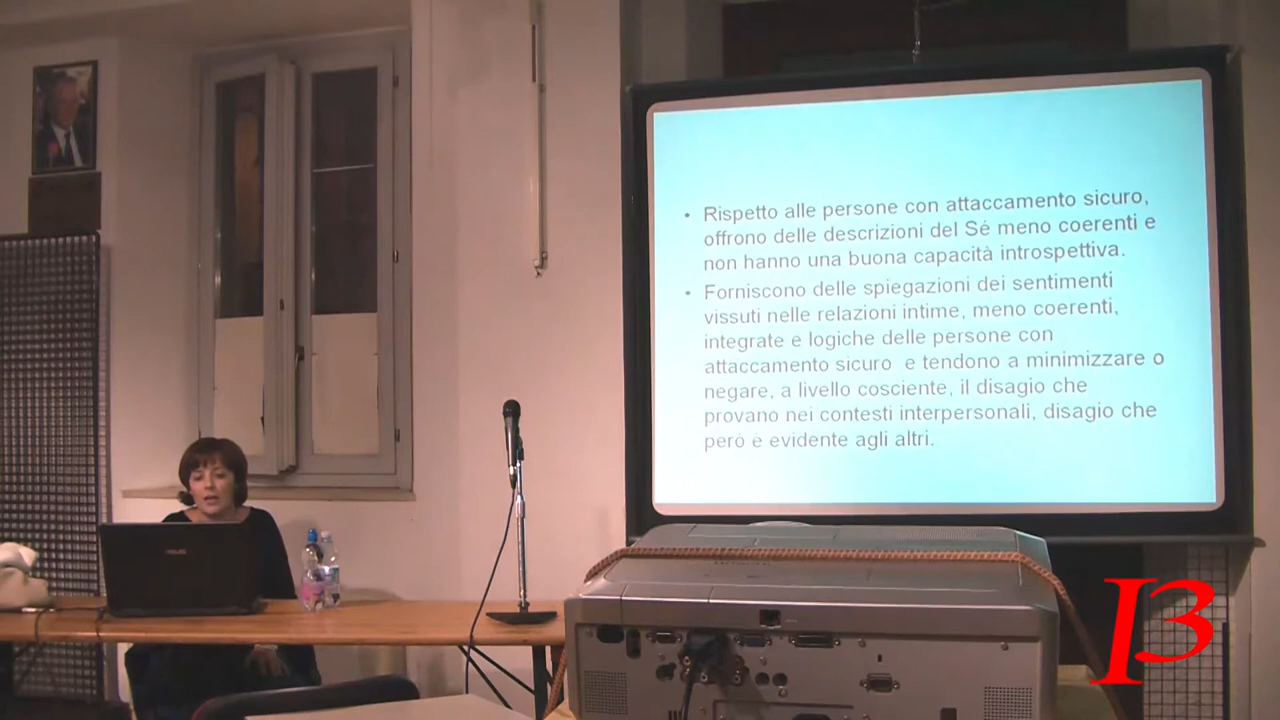 • Rispetto alle persone con attaccamento sicuro,
offrono delle descrizioni del Sé meno coerenti e
non hanno una buona capacità introspettiva.
• Forniscono delle spiegazioni dei sentimenti
vissuti nelle relazioni intime, meno coerenti,
integrate e logiche delle persone con
attaccamento sicuro e tendono a minimizzare o
negare, a livello cosciente, il disagio che
provano nei contesti interpersonali, disagio che
però è evidente agli altri.
ASUS
13